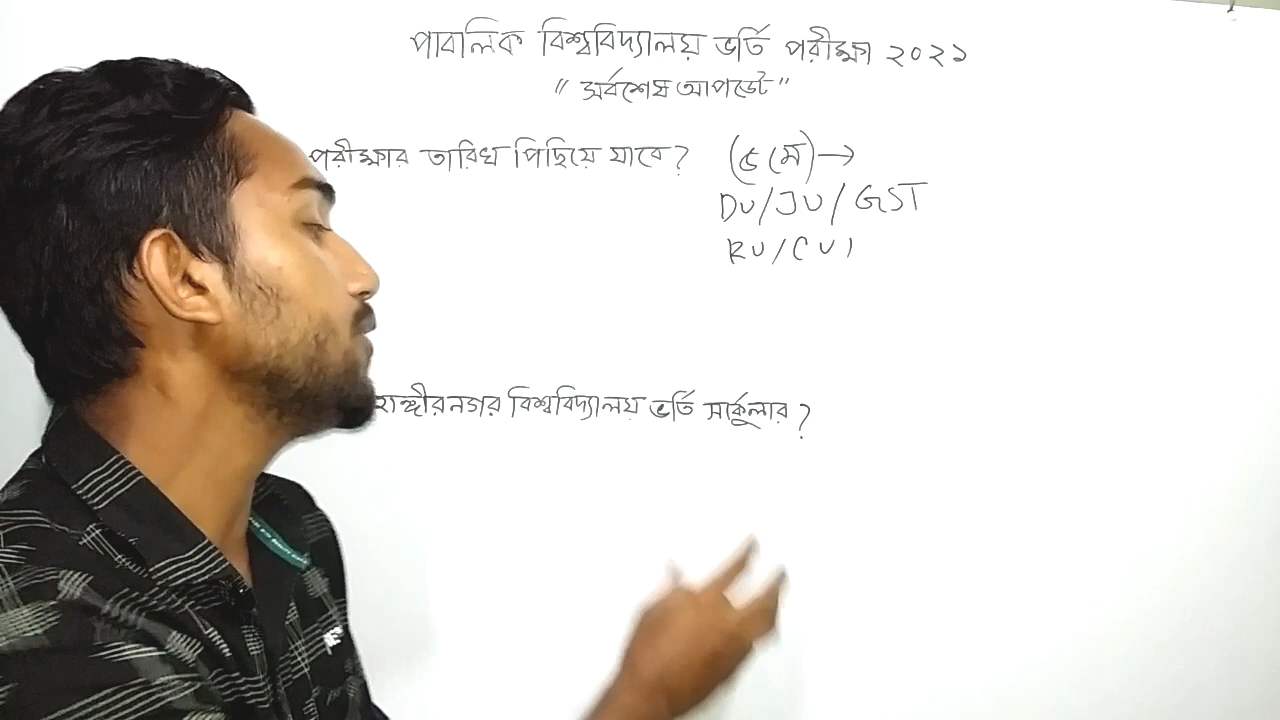 পাবলিক বিশ্ববিদ্যালয় ভর্তি পরীক্ষা ২০২১
" সর্বশেষ আপডেট "
পরীক্ষার তারিখ পিছিয়ে যাবে? (৫ মে) →
DU/JU/GST
RU/CU/
হাঙ্গীরনগর বিশ্ববিদ্যালয় ভর্তি সার্কুলার ?